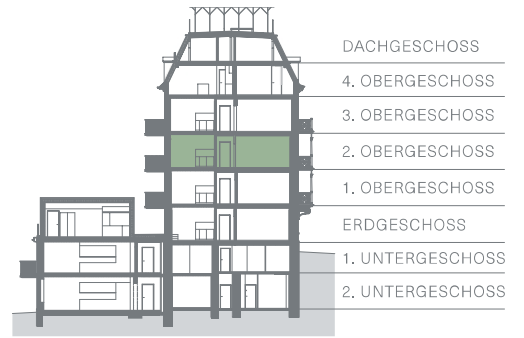 DACHGESCHOSS
4. OBERGESCHOSS
3. OBERGESCHOSS
2. OBERGESCHOSS
1. OBERGESCHOSS
ERDGESCHOSS
1. UNTERGESCHOSS
2. UNTERGESCHOSS